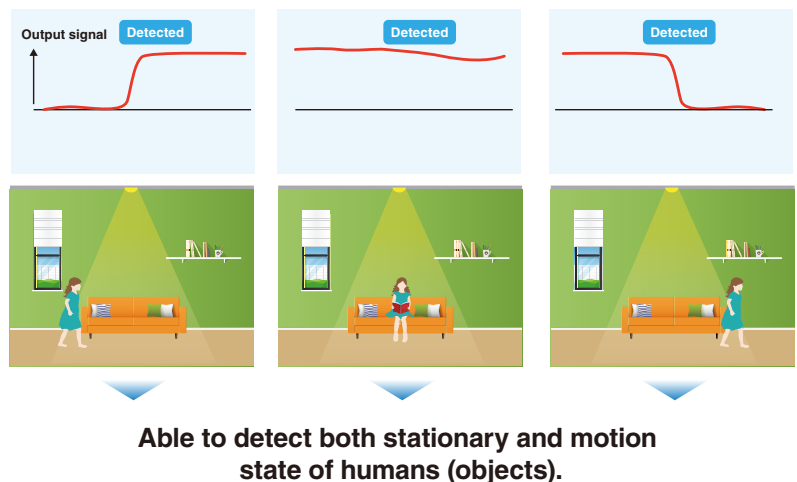 Output signal
Detected
Detected
Detected
Able to detect both stationary and motion
state of humans (objects).